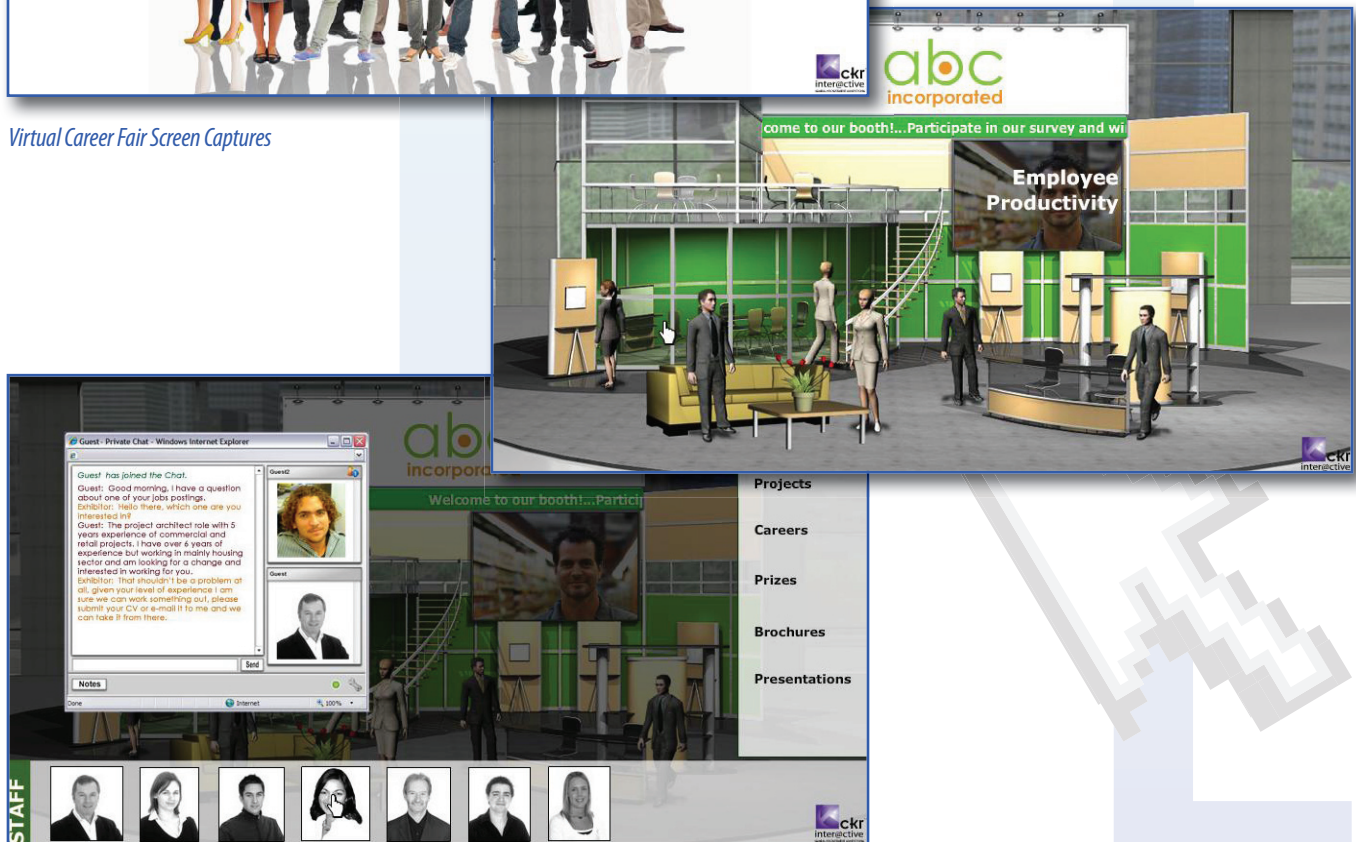 ckr
inter@ctive
Virtual Career Fair Screen Captures
abc
incorporated
come to our booth!...Participate in our survey and wi
Employee
Productivity
ckr
inter@ctive
abc
incorpora
Welcome to our booth!...Particip
Guest - Private Chat - Windows Internet Explorer
Guest has joined the Chat.
Guest: Good morning, I have a question
about one of your jobs postings.
Exhibitor: Hello there, which one are you
interested in?
Guest: The project architect role with 5
years experience of commercial and
retail projects. I have over 6 years of
experience but working in mainly housing
sector and am looking for a change and
interested in working for you.
Exhibitor: That shouldn't be a problem at
all, given your level of experience I am
sure we can work something out, please
submit your CV or e-mail it to me and we
can take it from there.
Guest2
Guest
Send
Notes
Done
Internet
100%
Projects
Careers
Prizes
Brochures
Presentations
STAFF
ckr
inter@ctive